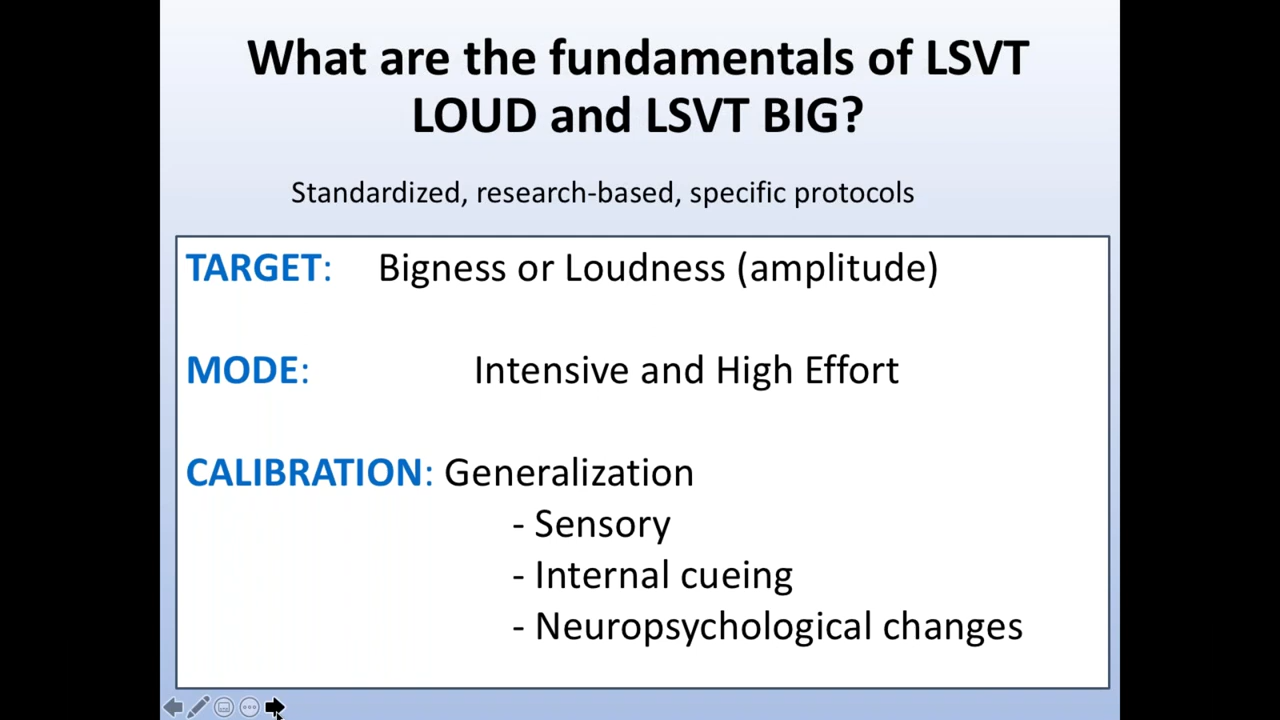 What are the fundamentals of LSVT
LOUD and LSVT BIG?
Standardized, research-based, specific protocols
TARGET: Bigness or Loudness (amplitude)
MODE: Intensive and High Effort
CALIBRATION: Generalization
- Sensory
- Internal cueing
- Neuropsychological changes